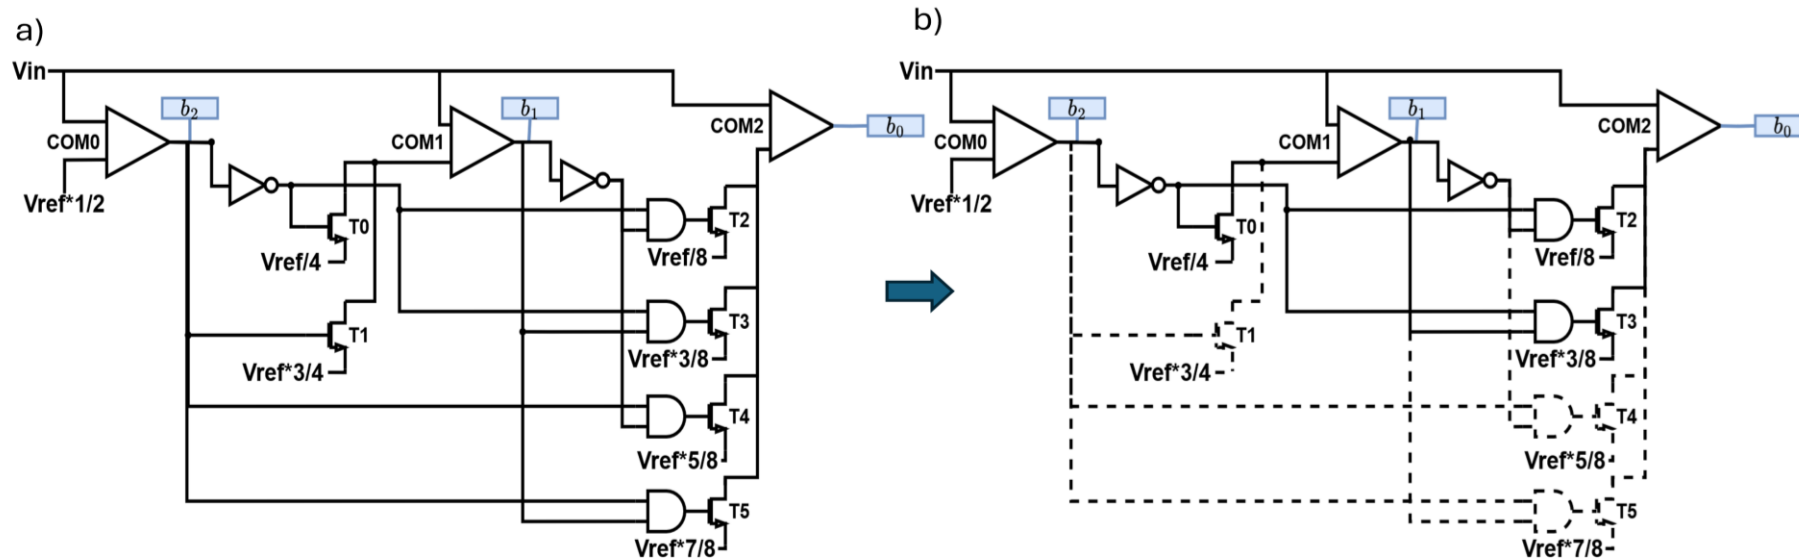 a)
Vin
b₂
COM0
Vref*1/2
T0
Vref/4
T1
Vref*3/4
b₁
COM1
T2
Vref/8
T3
Vref*3/8
T4
Vref*5/8
T5
Vref*7/8
COM2
b₀
b)
Vin
b₂
COM0
Vref*1/2
T0
Vref/4
T1
Vref*3/4
b₁
COM1
T2
Vref/8
T3
Vref*3/8
T4
Vref*5/8
T5
Vref*7/8
COM2
b₀